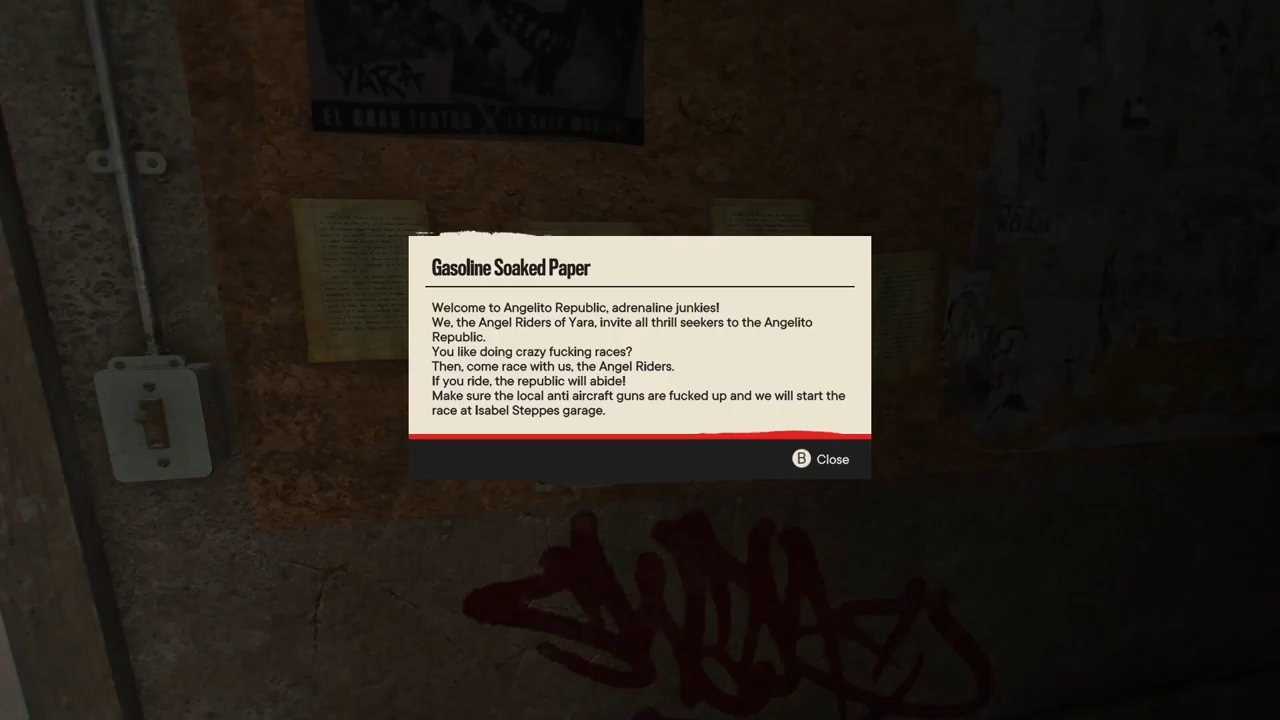 YARA
EL GRAN TEATRO
Gasoline Soaked Paper
Welcome to Angelito Republic, adrenaline junkies!
We, the Angel Riders of Yara, invite all thrill seekers to the Angelito
Republic.
You like doing crazy fucking races?
Then, come race with us, the Angel Riders.
If you ride, the republic will abide!
Make sure the local anti aircraft guns are fucked up and we will start the
race at Isabel Steppes garage.
B Close